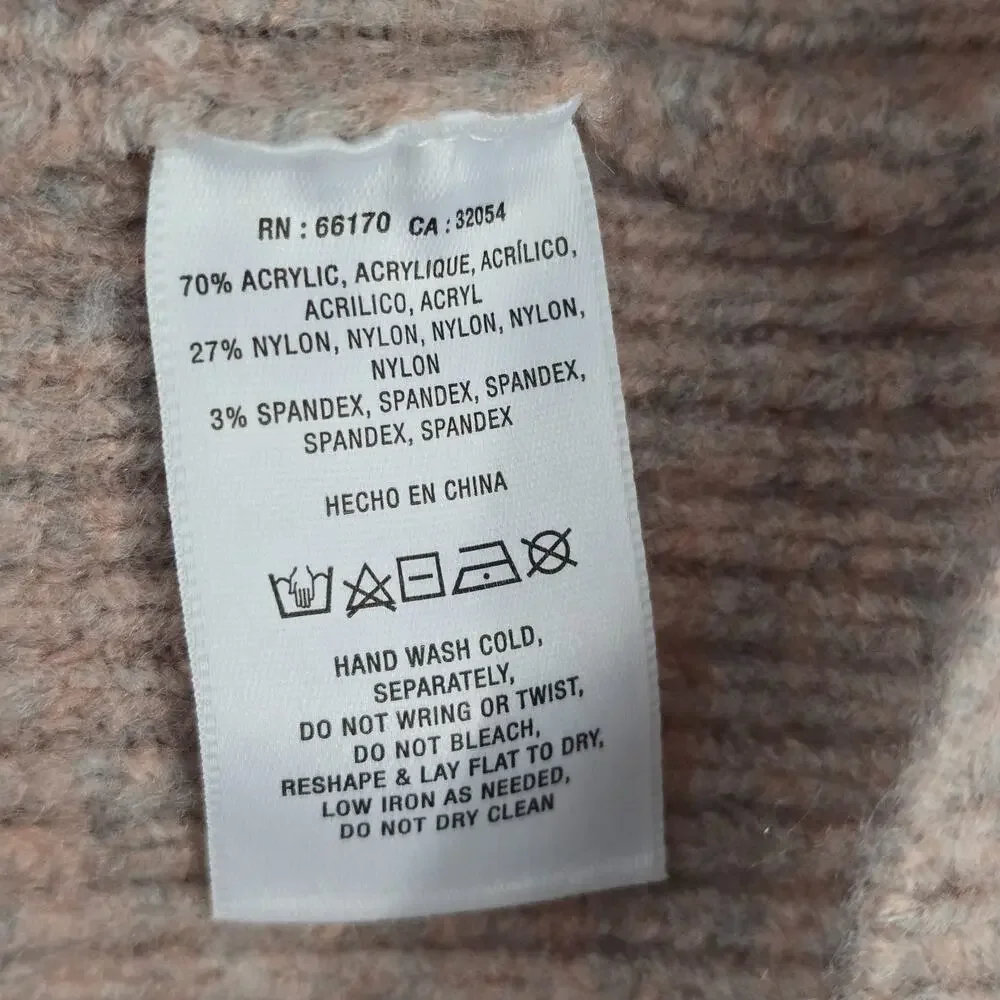 RN : 66170 CA : 32054
70% ACRYLIC, ACRYLIQUE, ACRÍLICO,
ACRILICO, ACRYL
27% NYLON, NYLON, NYLON, NYLON,
NYLON
3% SPANDEX, SPANDEX, SPANDEX,
SPANDEX, SPANDEX
HECHO EN CHINA
HAND WASH COLD,
SEPARATELY,
DO NOT WRING OR TWIST,
DO NOT BLEACH,
RESHAPE & LAY FLAT TO DRY,
LOW IRON AS NEEDED,
DO NOT DRY CLEAN